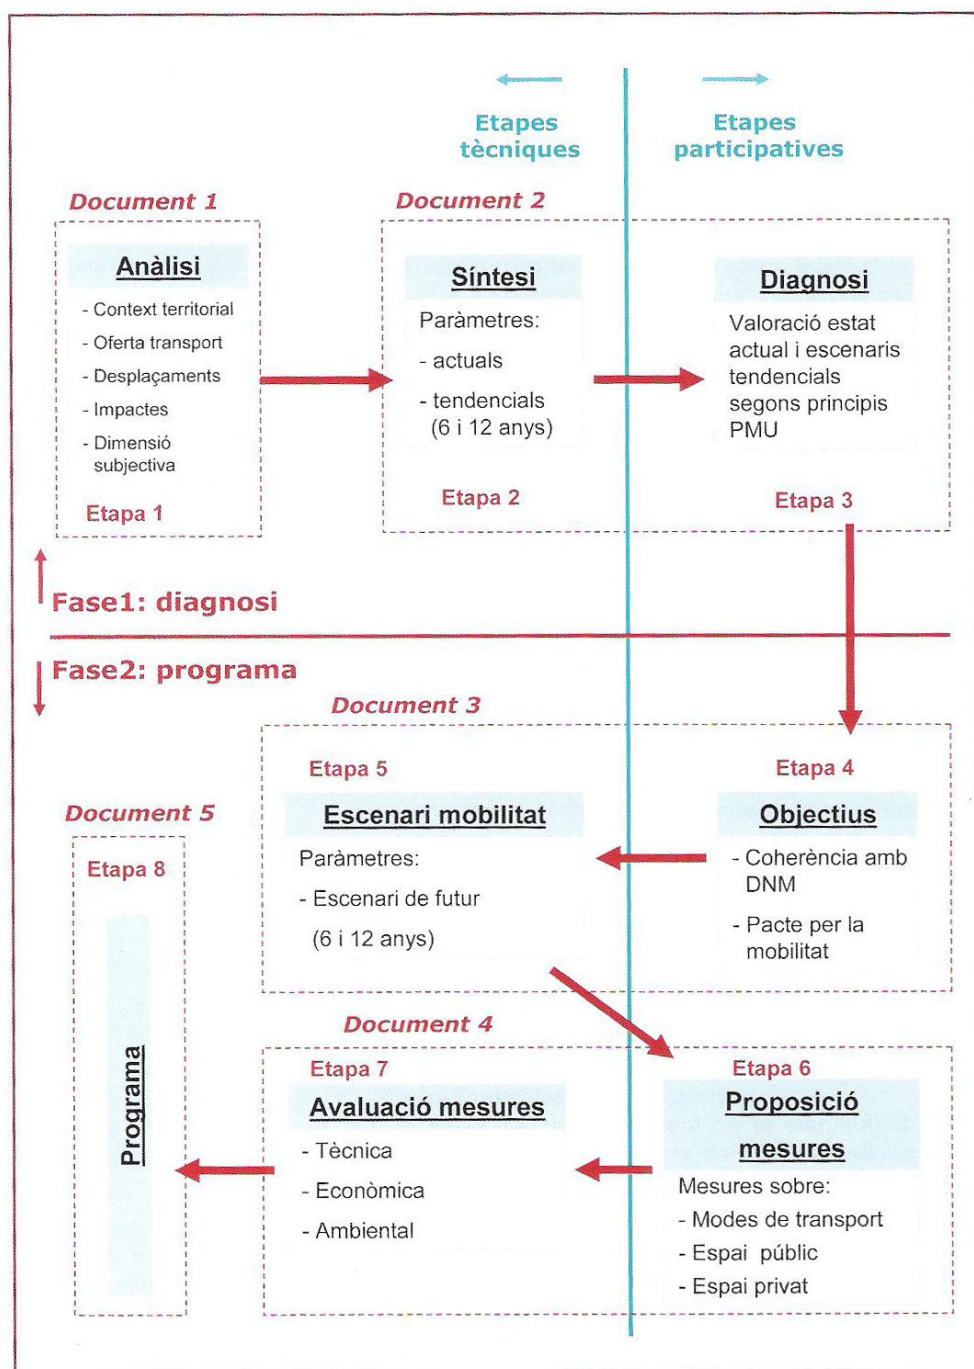 Etapes
tècniques
Etapes
participatives
Document 1
Anàlisi
- Context territorial
- Oferta transport
- Desplaçaments
- Impactes
- Dimensió
subjectiva
Etapa 1
Document 2
Síntesi
Paràmetres:
- actuals
- tendencials
(6 i 12 anys)
Etapa 2
Diagnosi
Valoració estat
actual i escenaris
tendencials
segons principis
PMU
Etapa 3
Fase1: diagnosi
Fase2: programa
Document 3
Etapa 4
Objectius
- Coherència amb
DNM
- Pacte per la
mobilitat
Etapa 5
Escenari mobilitat
Paràmetres:
- Escenari de futur
(6 i 12 anys)
Document 4
Etapa 6
Proposició
mesures
Mesures sobre:
- Modes de transport
- Espai públic
- Espai privat
Etapa 7
Avaluació mesures
- Tècnica
- Econòmica
- Ambiental
Document 5
Etapa 8
Programa